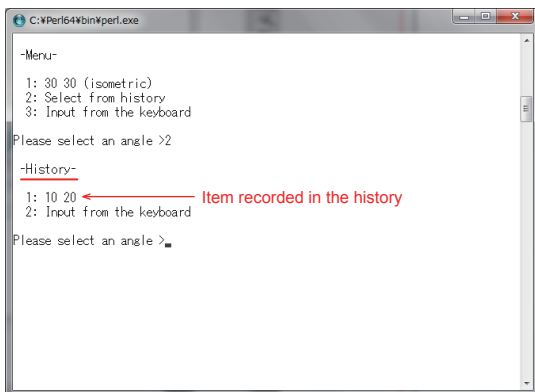 C:¥Perl64¥bin¥perl.exe
-Menu-
1: 30 30 (isometric)
2: Select from history
3: Input from the keyboard
Please select an angle >2
-History-
1: 10 20 Item recorded in the history
2: Input from the keyboard
Please select an angle >